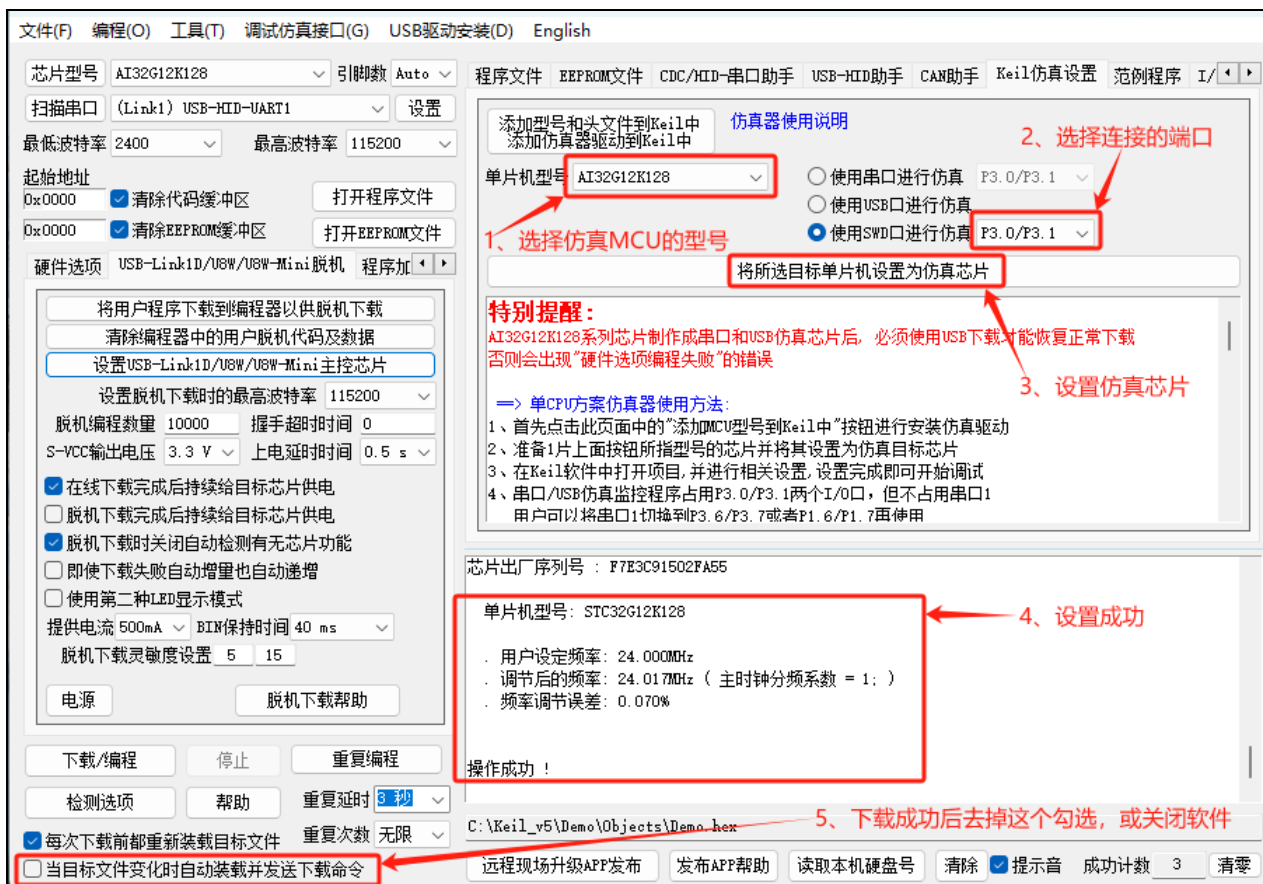 文件(F) 编程(O) 工具(T) 调试仿真接口(G) USB驱动安装(D) English
芯片型号 AI32G12K128 引脚数 Auto
扫描串口 (Link1) USB-HID-UART1 设置
最低波特率 2400 最高波特率 115200
起始地址
0x0000 清除代码缓冲区 打开程序文件
0x0000 清除EEPROM缓冲区 打开EEPROM文件
硬件选项 USB-Link1D/U8W/U8W-Mini脱机 程序加
将用户程序下载到编程器以供脱机下载
清除编程器中的用户脱机代码及数据
设置USB-Link1D/U8W/U8W-Mini主控芯片
设置脱机下载时的最高波特率 115200
脱机编程数量 10000 握手超时时间 0
S-VCC输出电压 3.3 V 上电延时时间 0.5 s
在线下载完成后持续给目标芯片供电
脱机下载完成后持续给目标芯片供电
脱机下载时关闭自动检测有无芯片功能
即使下载失败自动增量也自动递增
使用第二种LED显示模式
提供电流 500mA BIN保持时间 40 ms
脱机下载灵敏度设置 5 15
电源 脱机下载帮助
下载/编程 停止 重复编程
检测选项 帮助 重复延时 3 秒
每次下载前都重新装载目标文件 重复次数 无限
当目标文件变化时自动装载并发送下载命令
程序文件 EEPROM文件 CDC/HID-串口助手 USB-HID助手 CAN助手 Keil仿真设置 范例程序 I/
添加型号和头文件到Keil中
添加仿真器驱动到Keil中
仿真器使用说明
2、选择连接的端口
单片机型号 AI32G12K128 使用串口进行仿真 P3.0/P3.1
使用USB口进行仿真
1、选择仿真MCU的型号 使用SWD口进行仿真 P3.0/P3.1
将所选目标单片机设置为仿真芯片
特别提醒：
AI32G12K128系列芯片制作成串口和USB仿真芯片后, 必须使用USB下载才能恢复正常下载
否则会出现"硬件选项编程失败"的错误
3、设置仿真芯片
==> 单CPU方案仿真器使用方法:
1、首先点击此页面中的"添加MCU型号到Keil中"按钮进行安装仿真驱动
2、准备1片上面按钮所指型号的芯片并将其设置为仿真目标芯片
3、在Keil软件中打开项目,并进行相关设置,设置完成即可开始调试
4、串口/USB仿真监控程序占用P3.0/P3.1两个I/O口, 但不占用串口1
用户可以将串口1切换到P3.6/P3.7或者P1.6/P1.7再使用
芯片出厂序列号 : F7E3C91502FA55
单片机型号: STC32G12K128
4、设置成功
. 用户设定频率: 24.000MHz
. 调节后的频率: 24.017MHz ( 主时钟分频系数 = 1; )
. 频率调节误差: 0.070%
操作成功 !
C:\Keil_v5\Demo\Objects\Demo.hex
5、下载成功后去掉这个勾选，或关闭软件
远程现场升级APP发布 发布APP帮助 读取本机硬盘号 清除 提示音 成功计数 3 清零